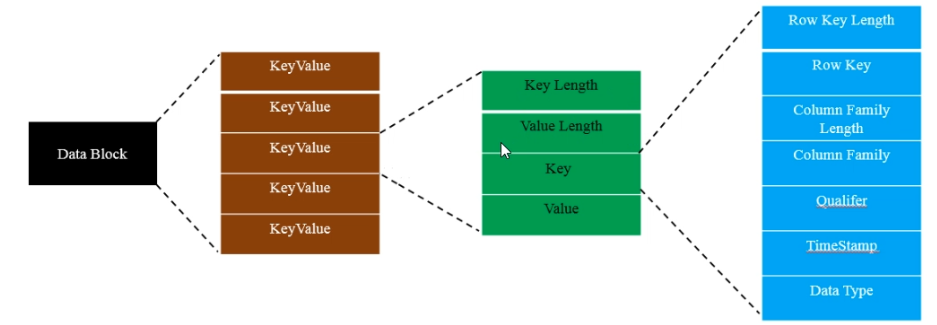 Data Block
KeyValue
KeyValue
KeyValue
KeyValue
KeyValue
Key Length
Value Length
Key
Value
Row Key Length
Row Key
Column Family
Length
Column Family
Qualifer
TimeStamp
Data Type